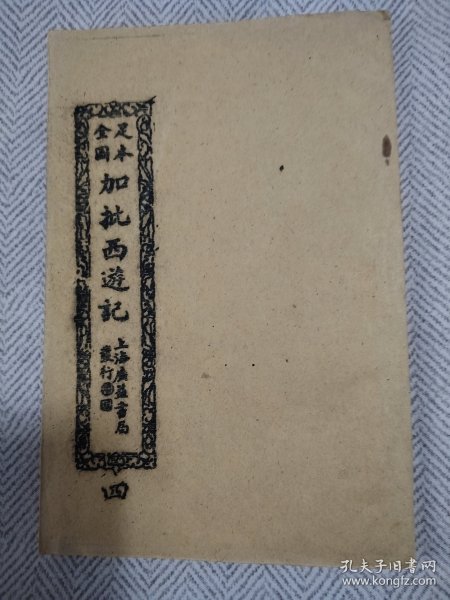 足本
全圖
加批西遊記
上海廣益書局
發行
四
孔夫子旧书网
www.kongfz.com